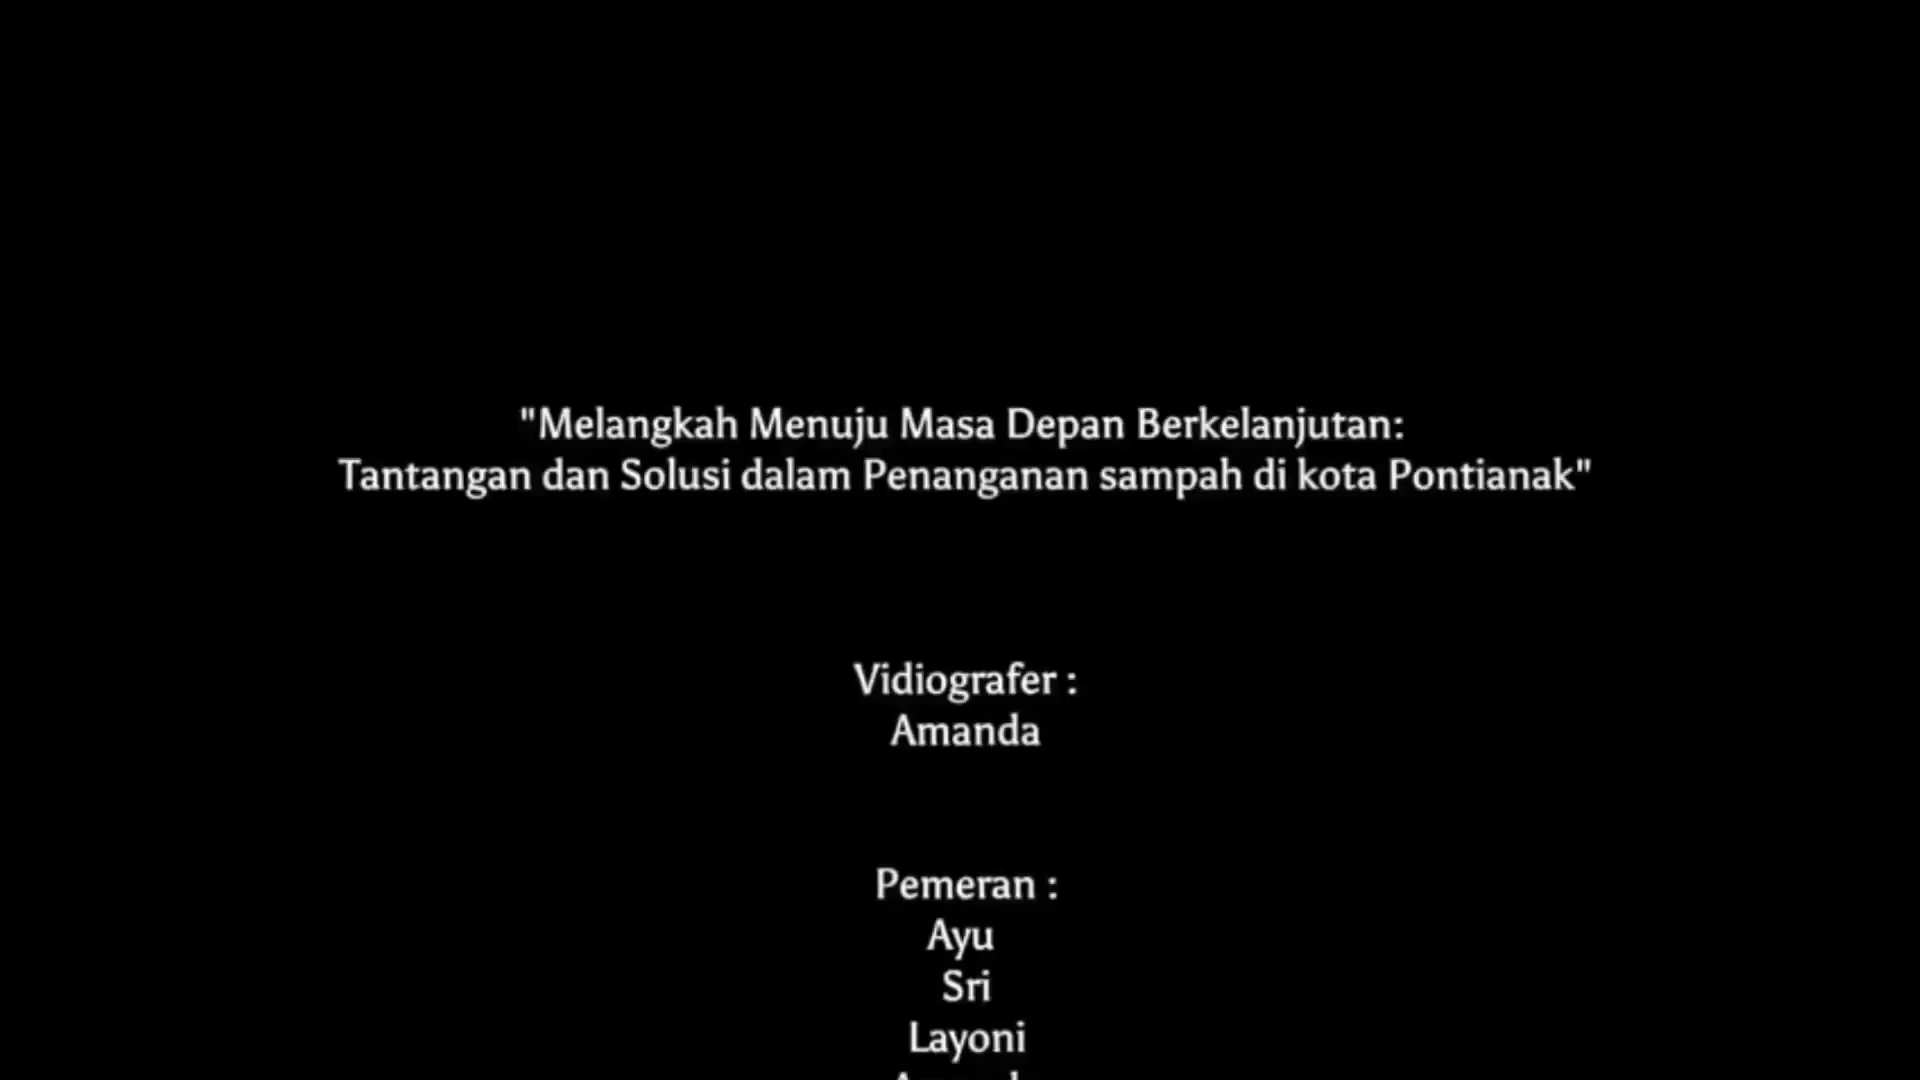 "Melangkah Menuju Masa Depan Berkelanjutan:
Tantangan dan Solusi dalam Penanganan sampah di kota Pontianak"
Vidiografer :
Amanda
Pemeran :
Ayu
Sri
Layoni